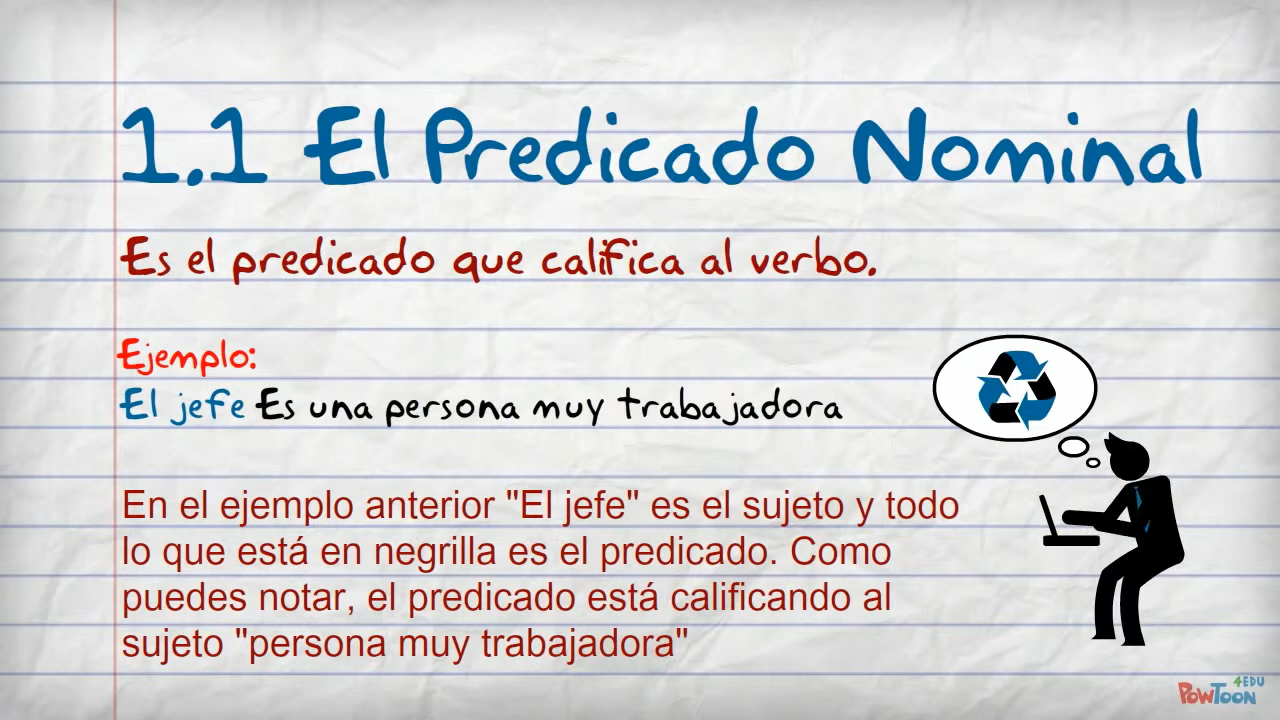 1.1 El Predicado Nominal
Es el predicado que califica al verbo.
Ejemplo:
El jefe Es una persona muy trabajadora
En el ejemplo anterior "El jefe" es el sujeto y todo
lo que está en negrilla es el predicado. Como
puedes notar, el predicado está calificando al
sujeto "persona muy trabajadora"
4EDU
POWTOON